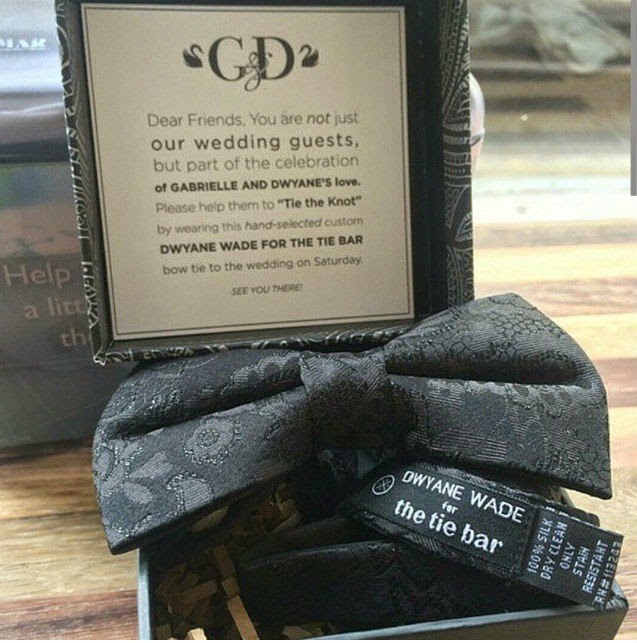 MAR
G&D
Dear Friends, You are not just
our wedding guests,
but part of the celebration
of GABRIELLE AND DWYANE'S love.
Please help them to "Tie the Knot"
by wearing this hand-selected custom
DWYANE WADE FOR THE TIE BAR
bow tie to the wedding on Saturday.
SEE YOU THERE!
Help
a litt
th
DWYANE WADE
for
the tie bar
100% SILK
DRY CLEAN
ONLY
STAIN
RESISTANT